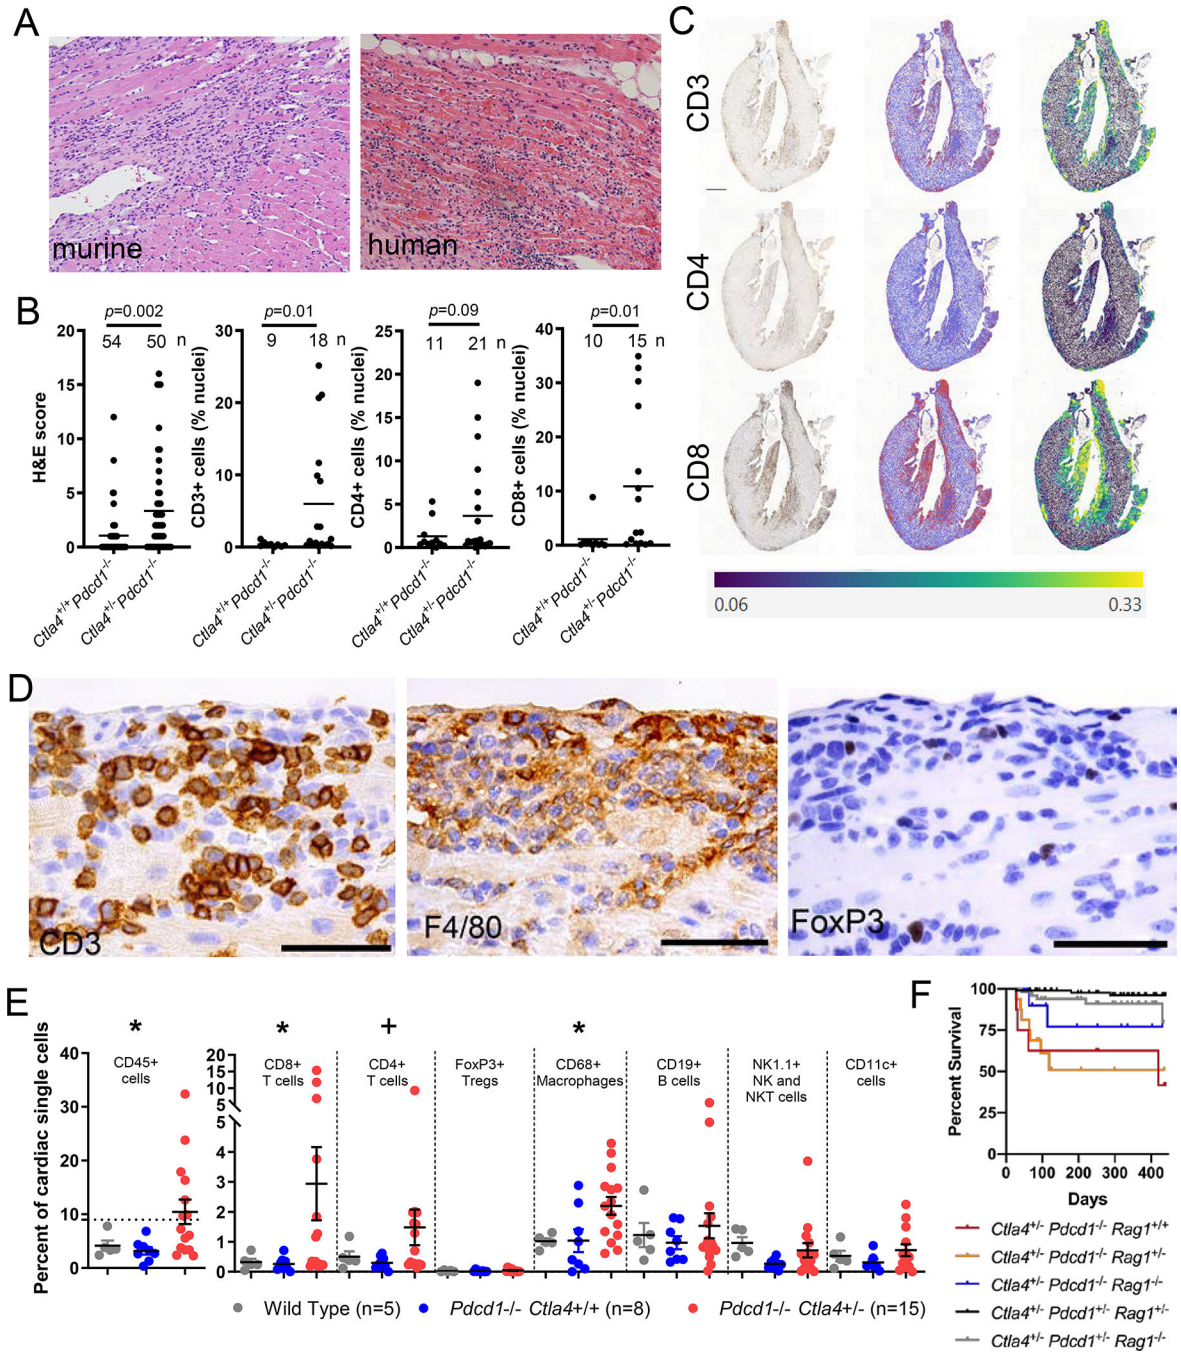 A
murine
human
B
p=0.002
54 50 n
H&E score
20
15
10
5
0
Ctla4+/+Pdcd1-/-
Ctla4+/-Pdcd1-/-
p=0.01
9 18 n
CD3+ cells (% nuclei)
30
20
10
0
Ctla4+/+Pdcd1-/-
Ctla4+/-Pdcd1-/-
p=0.09
11 21 n
CD4+ cells (% nuclei)
25
20
15
10
5
0
Ctla4+/+Pdcd1-/-
Ctla4+/-Pdcd1-/-
p=0.01
10 15 n
CD8+ cells (% nuclei)
40
30
20
10
0
Ctla4+/+Pdcd1-/-
Ctla4+/-Pdcd1-/-
C
CD3
CD4
CD8
0.06 0.33
D
CD3
F4/80
FoxP3
E
Percent of cardiac single cells
40
30
20
10
0
*
CD45+
cells
20
15
10
5
4
3
2
1
0
*
CD8+
T cells
+
CD4+
T cells
FoxP3+
Tregs
*
CD68+
Macrophages
CD19+
B cells
NK1.1+
NK and
NKT cells
CD11c+
cells
Wild Type (n=5) Pdcd1-/- Ctla4+/+ (n=8) Pdcd1-/- Ctla4+/- (n=15)
F
Percent Survival
100
75
50
25
0
0 100 200 300 400
Days
Ctla4+/- Pdcd1-/- Rag1+/+
Ctla4+/- Pdcd1-/- Rag1+/-
Ctla4+/- Pdcd1-/- Rag1-/-
Ctla4+/- Pdcd1+/- Rag1+/-
Ctla4+/- Pdcd1+/- Rag1-/-